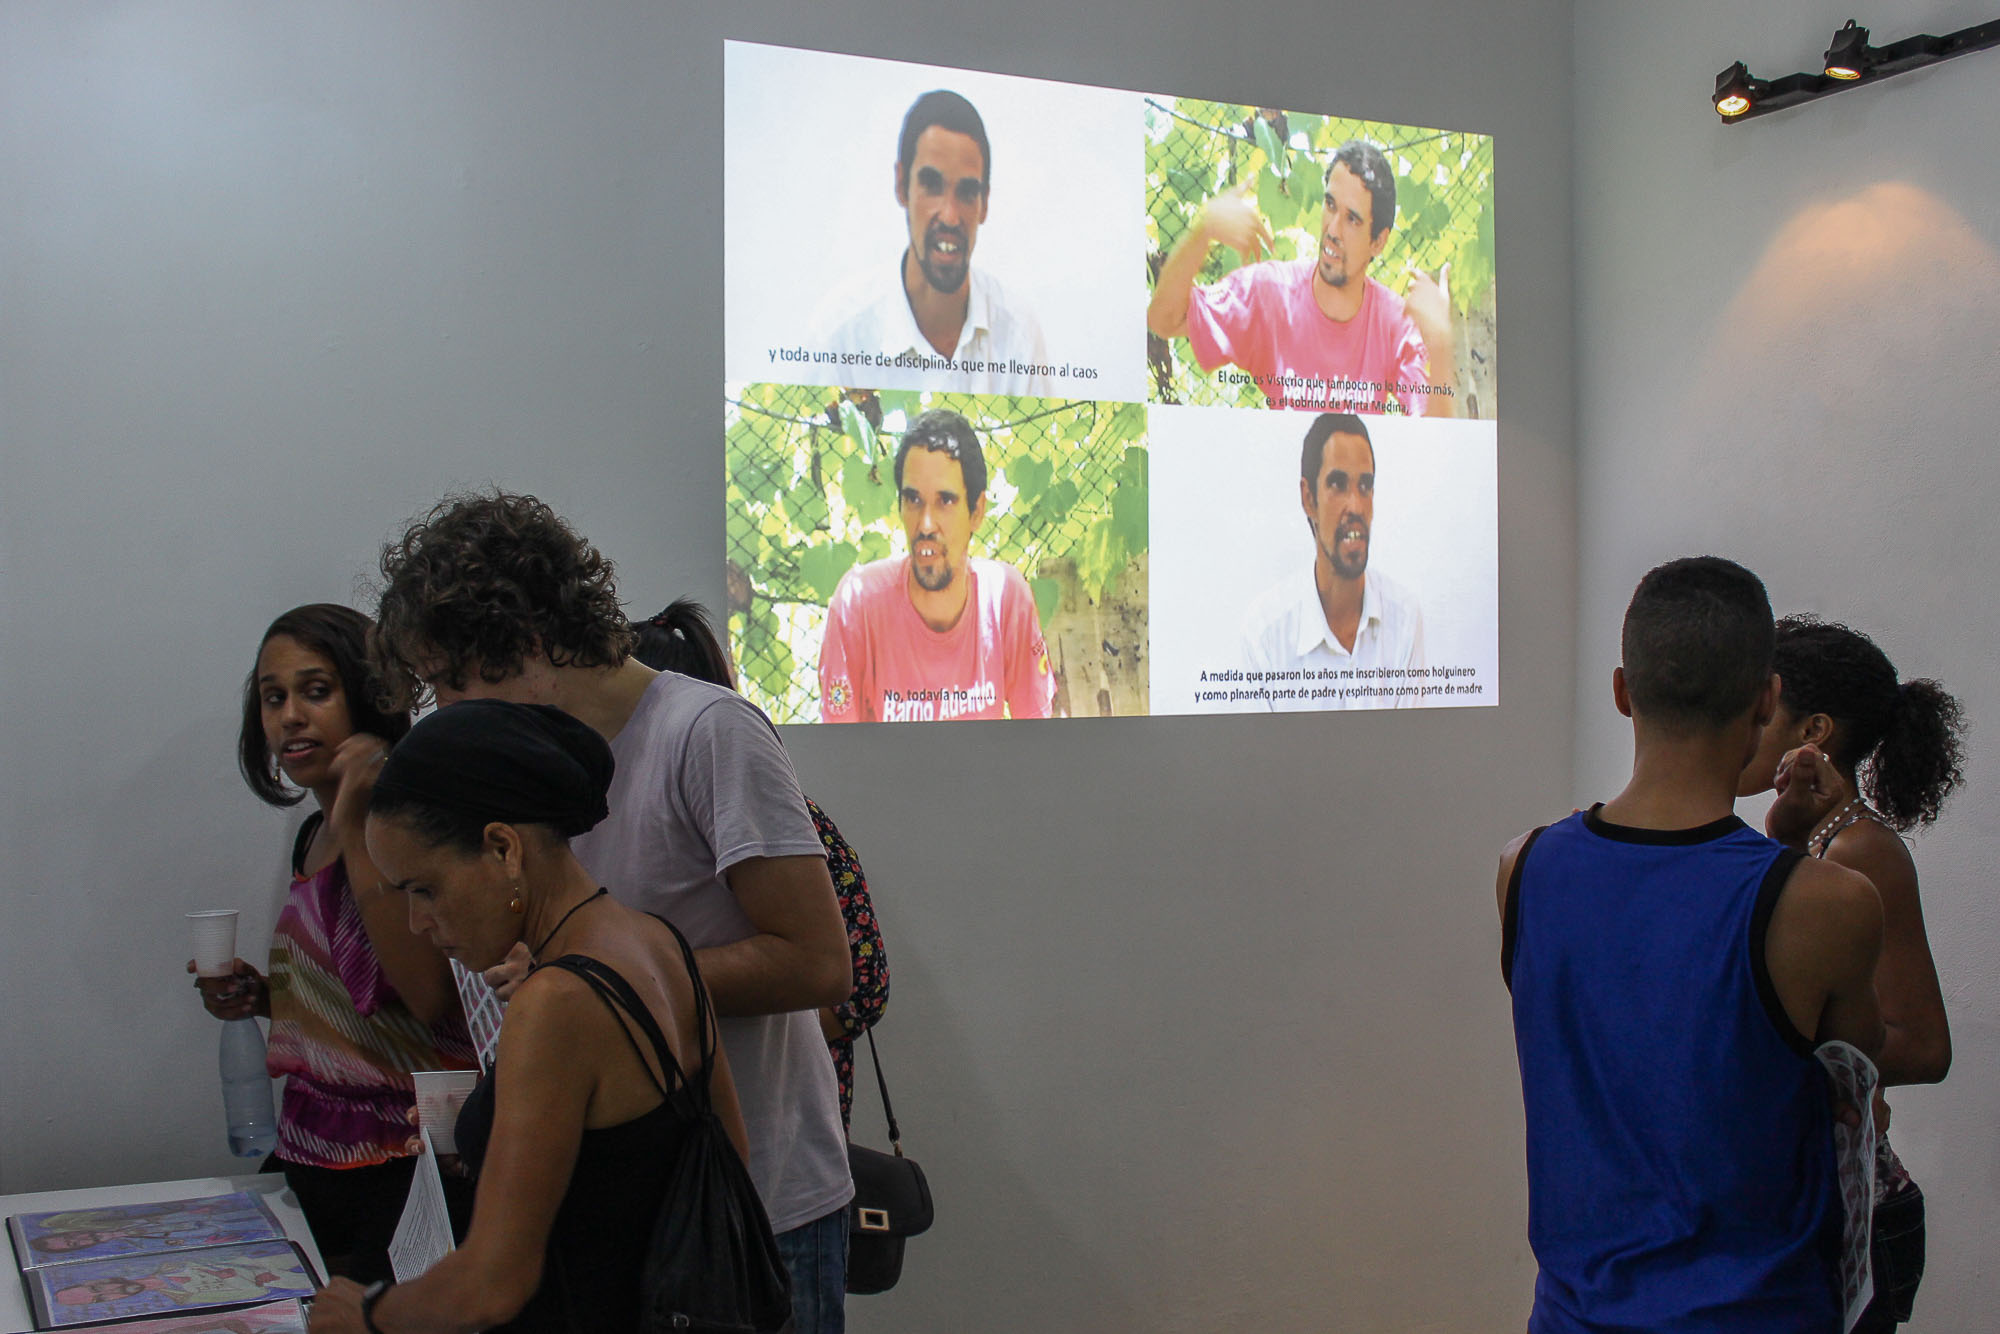 y toda una serie de disciplinas que me llevaron al caos
El otro es Visterio que tampoco no lo he visto más,
es el sobrino de Mirta Medina,
Barrio Adentro
No, todavía no .......
Barrio Adentro
A medida que pasaron los años me inscribieron como holguinero
y como pinareño parte de padre y espirituano como parte de madre